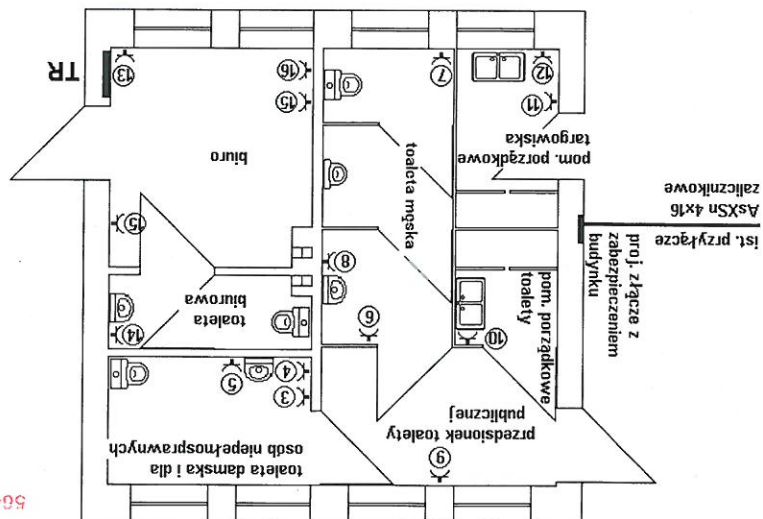 6
przedsionek toalety
publicznej
toaleta damska i dla
osób niepełnosprawnych
3
4
5
10
pom. porządkowe
toalety
9
8
14
toaleta
biurowa
proj. złącze z
zabezpieczeniem
budynku
ist. przyłącze
AsXSn 4x16
zalicznikowe
toaleta męska
15
pom. porządkowe
targowiska
biuro
11
12
7
15
16
13
TR